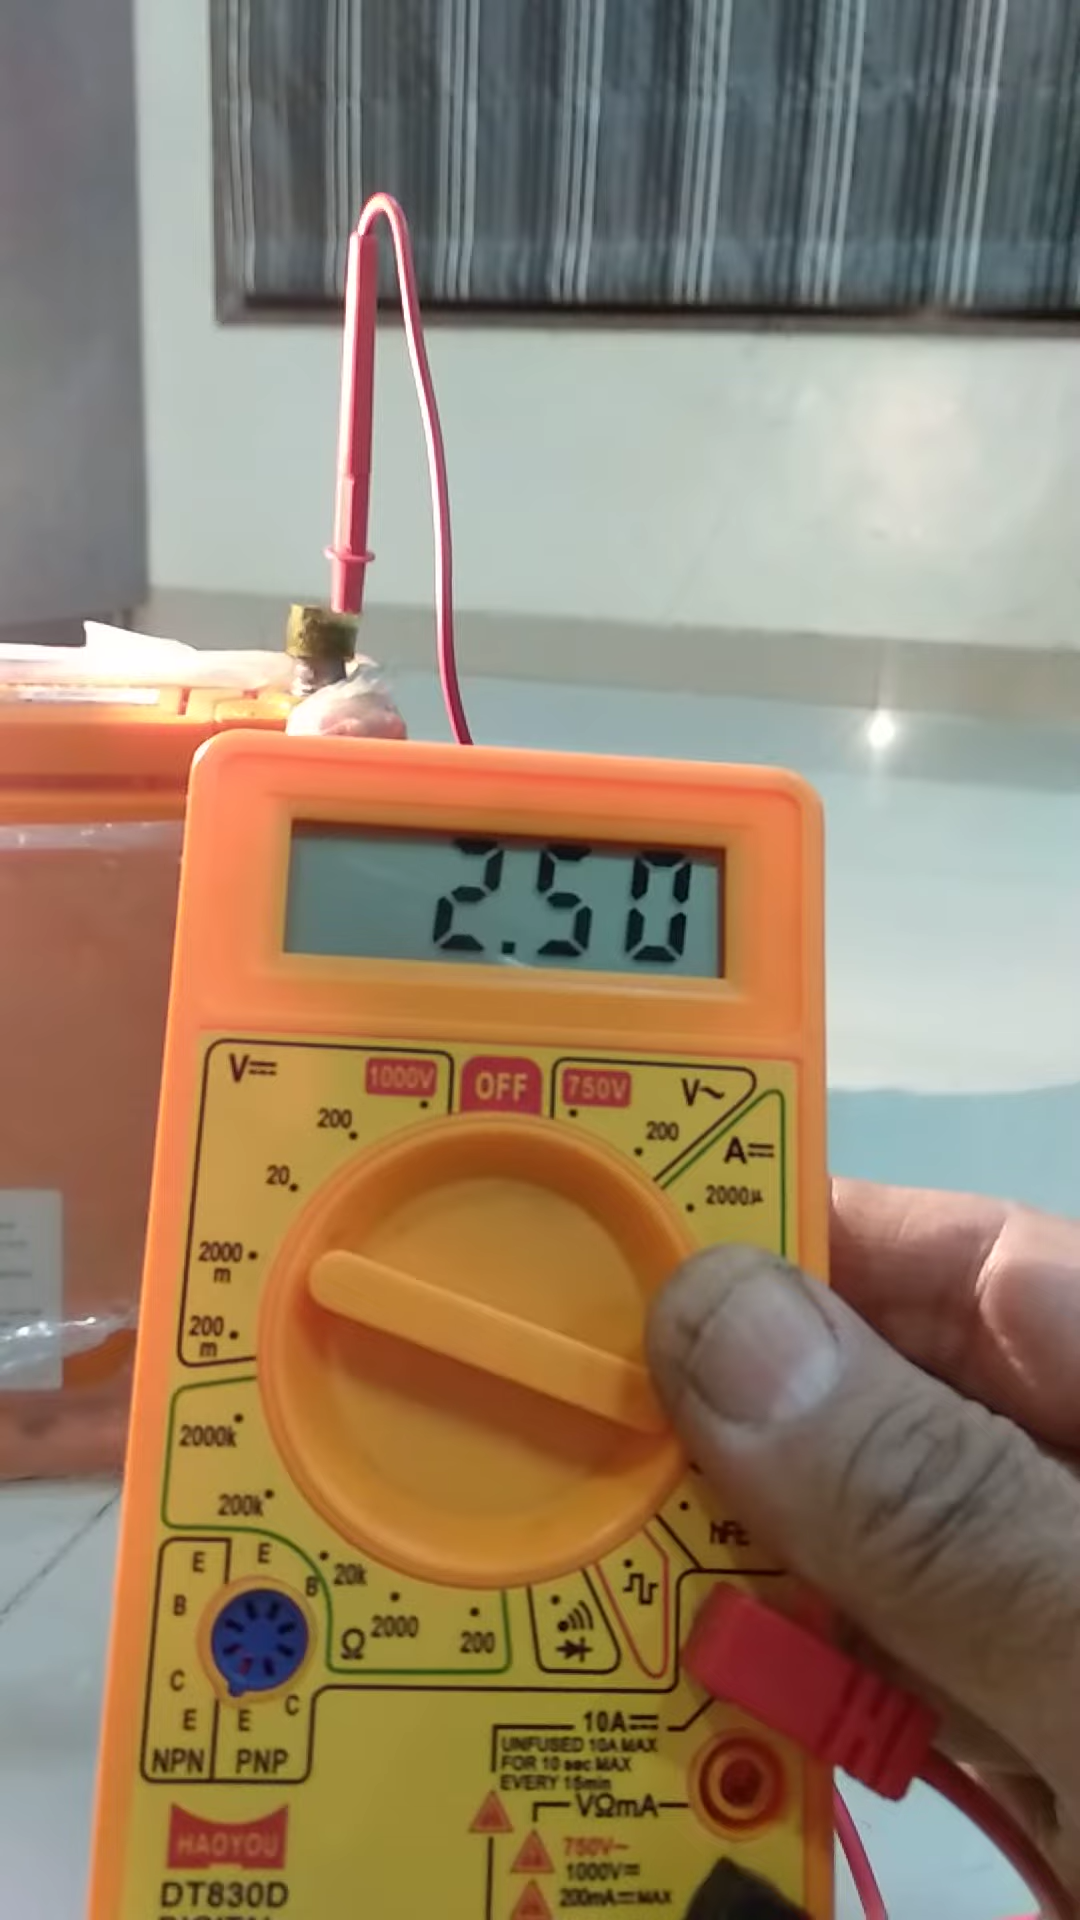 2.50
V⎓ 1000V OFF 750V V~
200 200 A⎓
20 2000µ
2000
m
200
m
2000k
200k hFE
20k
Ω 2000 200
E E
B B
C C
E E
NPN PNP
10A⎓
UNFUSED 10A MAX
FOR 10 sec MAX
EVERY 15min
VΩmA
750V~
1000V⎓
200mA⎓MAX
HAOYOU
DT830D